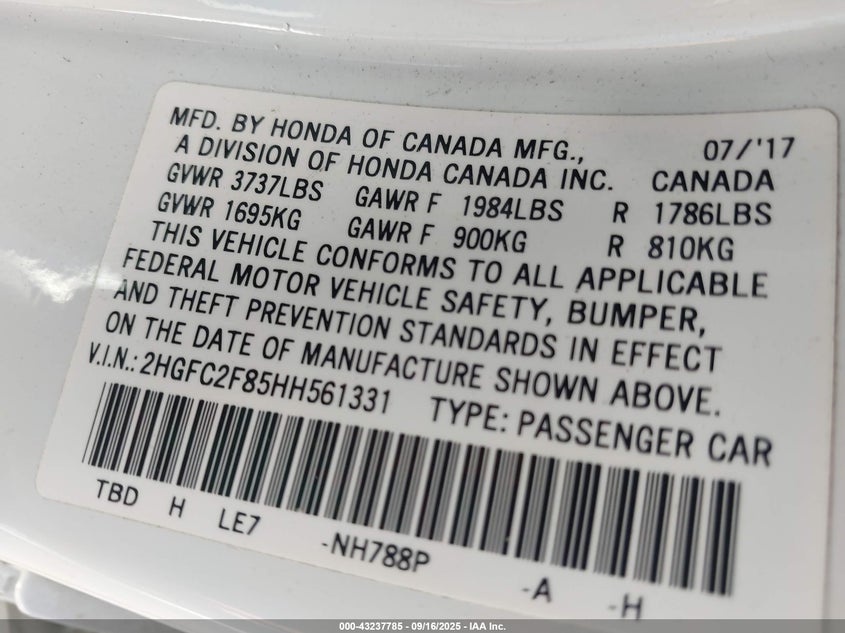 MFD. BY HONDA OF CANADA MFG., 07/'17
A DIVISION OF HONDA CANADA INC. CANADA
GVWR 3737LBS GAWR F 1984LBS R 1786LBS
GVWR 1695KG GAWR F 900KG R 810KG
THIS VEHICLE CONFORMS TO ALL APPLICABLE
FEDERAL MOTOR VEHICLE SAFETY, BUMPER,
AND THEFT PREVENTION STANDARDS IN EFFECT
ON THE DATE OF MANUFACTURE SHOWN ABOVE.
V.I.N.: 2HGFC2F85HH561331 TYPE: PASSENGER CAR
TBD H LE7 -NH788P -A -H
000-43237785 - 09/16/2025 - IAA Inc.